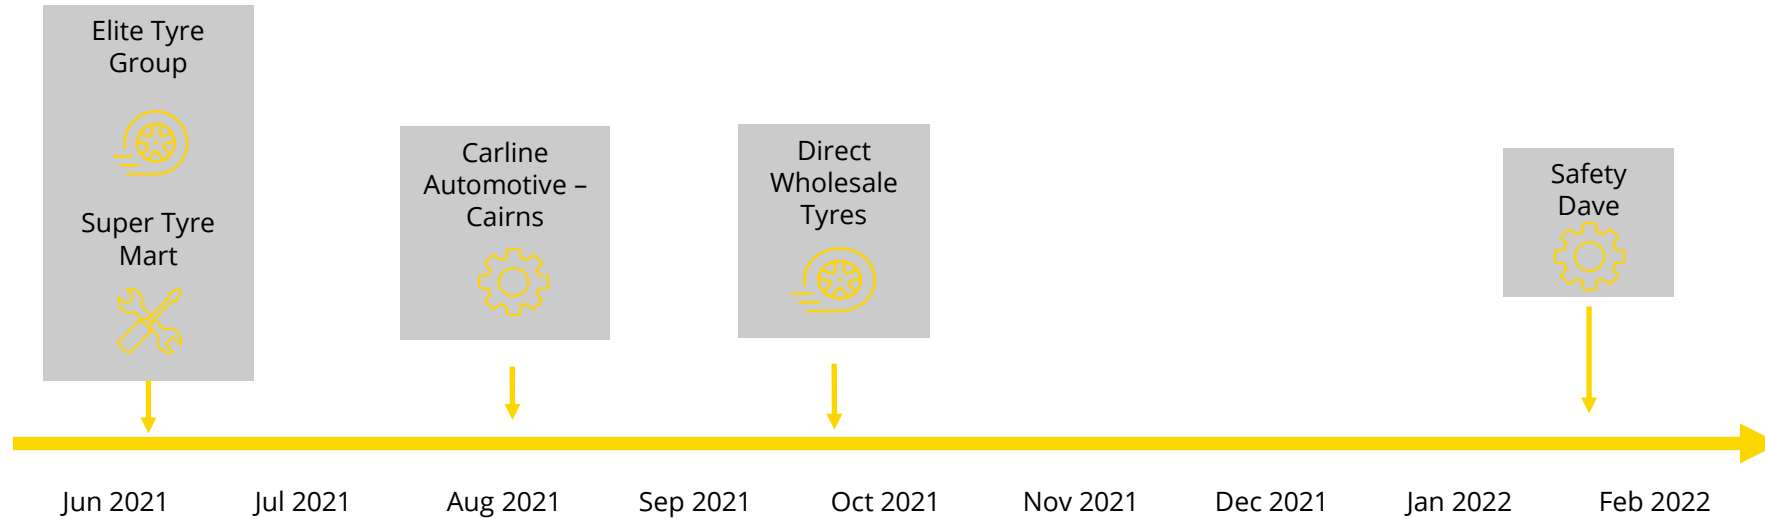 Elite Tyre
Group
Super Tyre
Mart
Carline
Automotive –
Cairns
Direct
Wholesale
Tyres
Safety
Dave
Jun 2021
Jul 2021
Aug 2021
Sep 2021
Oct 2021
Nov 2021
Dec 2021
Jan 2022
Feb 2022